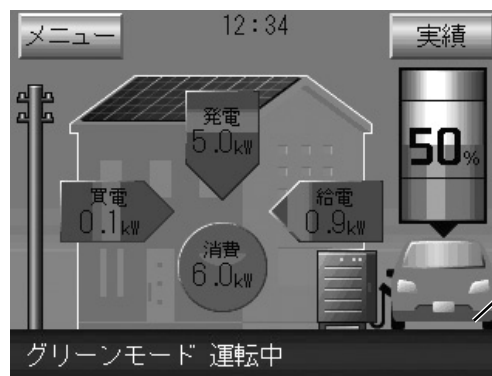 メニュー
12:34
実績
発電
5.0kW
50%
買電
0.1kW
給電
0.9kW
消費
6.0kW
グリーンモード 運転中